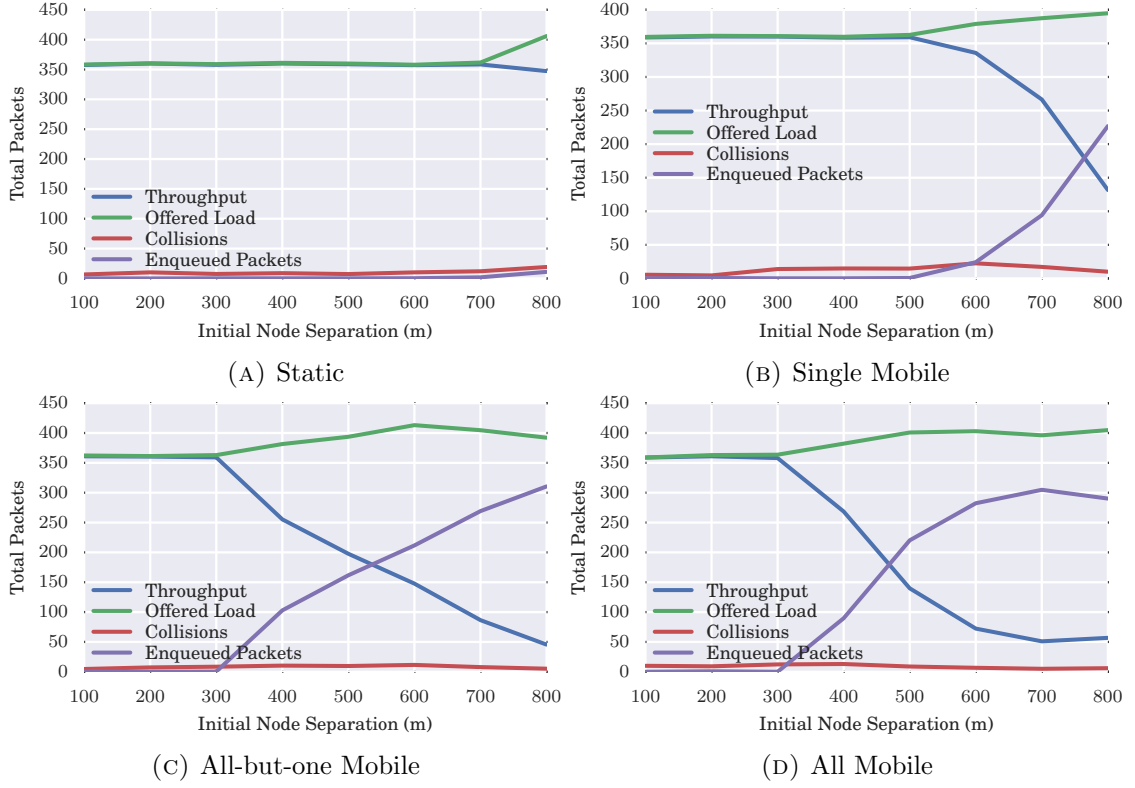 450
400
350
300
250
200
150
100
50
0
Total Packets
Throughput
Offered Load
Collisions
Enqueued Packets
100 200 300 400 500 600 700 800
Initial Node Separation (m)
(A) Static
400
350
300
250
200
150
100
50
0
Total Packets
Throughput
Offered Load
Collisions
Enqueued Packets
100 200 300 400 500 600 700 800
Initial Node Separation (m)
(B) Single Mobile
450
400
350
300
250
200
150
100
50
0
Total Packets
Throughput
Offered Load
Collisions
Enqueued Packets
100 200 300 400 500 600 700 800
Initial Node Separation (m)
(C) All-but-one Mobile
450
400
350
300
250
200
150
100
50
0
Total Packets
Throughput
Offered Load
Collisions
Enqueued Packets
100 200 300 400 500 600 700 800
Initial Node Separation (m)
(D) All Mobile